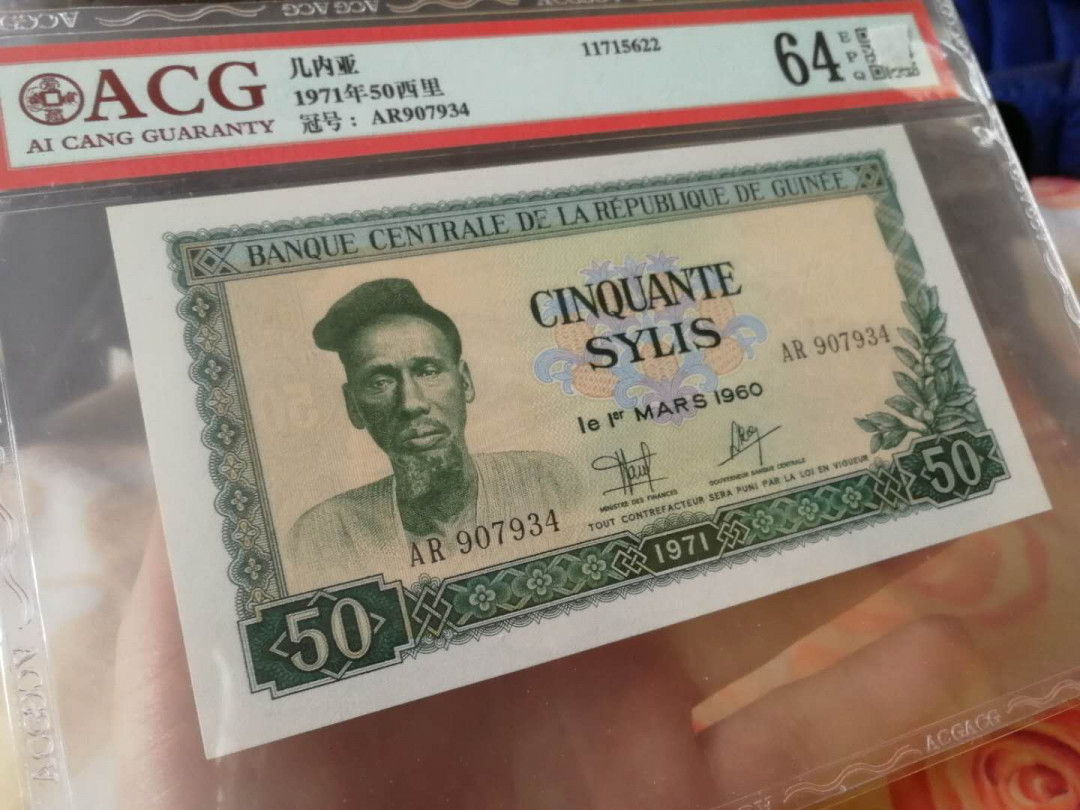 ACG ACG
ACG
AI CANG GUARANTY
几内亚
1971年50西里
冠号：AR907934
11715622
64
EPQ
BANQUE CENTRALE DE LA RÉPUBLIQUE DE GUINÉE
CINQUANTE
SYLIS
AR 907934
le 1er MARS 1960
MINISTRE DES FINANCES
GOUVERNEUR BANQUE CENTRALE
TOUT CONTREFACTEUR SERA PUNI PAR LA LOI EN VIGUEUR
AR 907934
1971
50
50
ACGACG